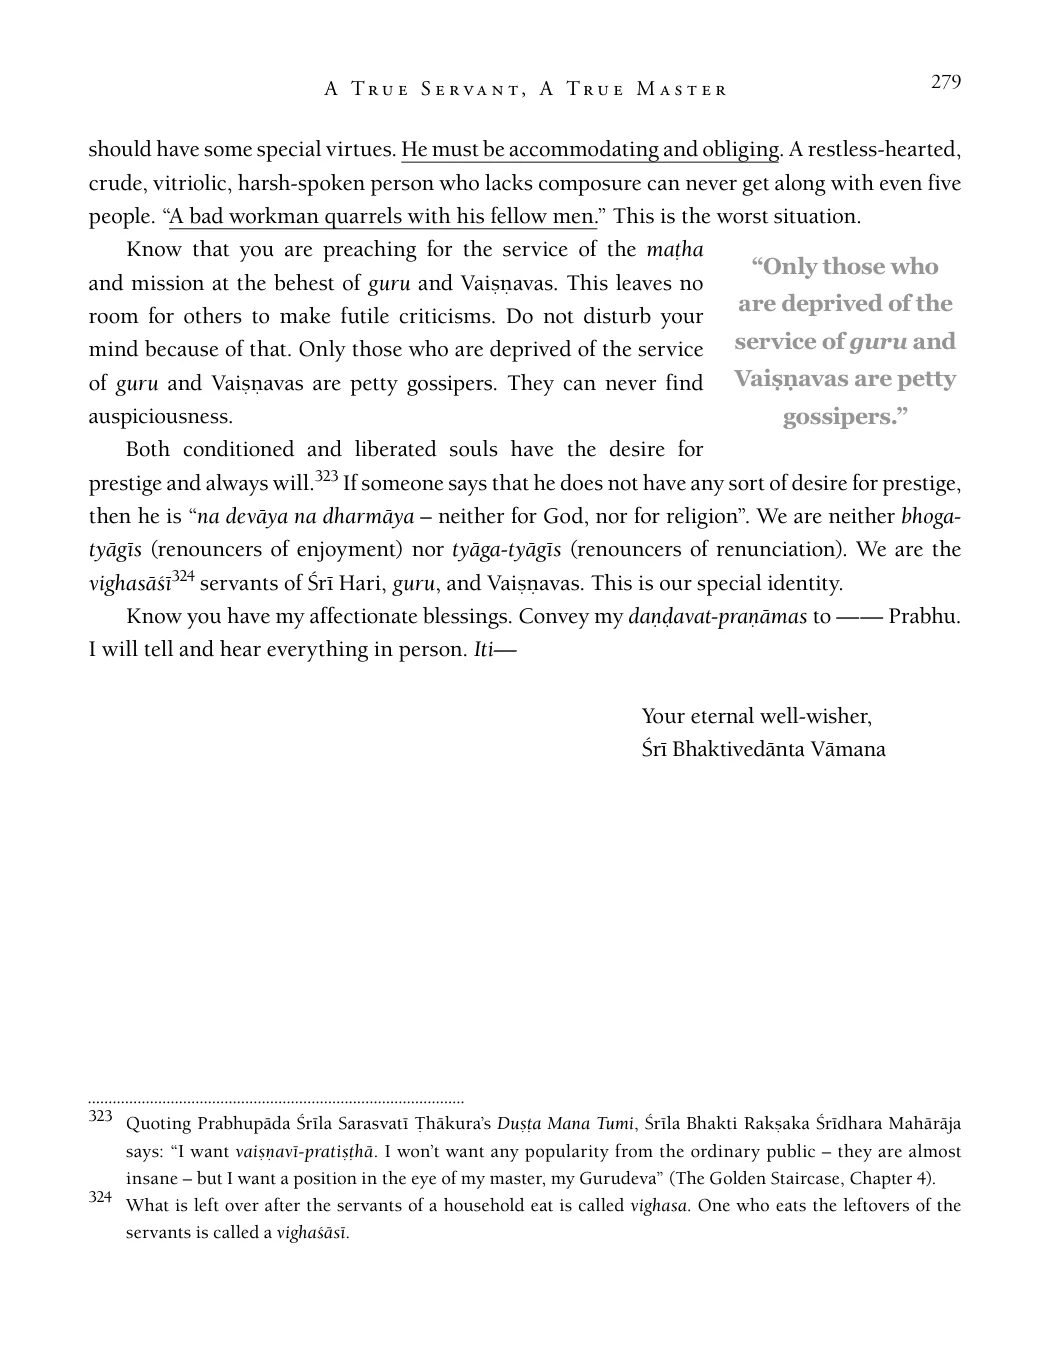 A True Servant, A True Master
279
should have some special virtues. He must be accommodating and obliging. A restless-hearted,
crude, vitriolic, harsh-spoken person who lacks composure can never get along with even five
people. “A bad workman quarrels with his fellow men.” This is the worst situation.
Know that you are preaching for the service of the maṭha
and mission at the behest of guru and Vaiṣṇavas. This leaves no
room for others to make futile criticisms. Do not disturb your
mind because of that. Only those who are deprived of the service
of guru and Vaiṣṇavas are petty gossipers. They can never find
auspiciousness.
“Only those who
are deprived of the
service of guru and
Vaiṣṇavas are petty
gossipers.”
Both conditioned and liberated souls have the desire for
prestige and always will.323 If someone says that he does not have any sort of desire for prestige,
then he is “na devāya na dharmāya – neither for God, nor for religion”. We are neither bhoga-
tyāgīs (renouncers of enjoyment) nor tyāga-tyāgīs (renouncers of renunciation). We are the
vighasāśī324 servants of Śrī Hari, guru, and Vaiṣṇavas. This is our special identity.
Know you have my affectionate blessings. Convey my daṇḍavat-praṇāmas to —— Prabhu.
I will tell and hear everything in person. Iti—
Your eternal well-wisher,
Śrī Bhaktivedānta Vāmana
323 Quoting Prabhupāda Śrīla Sarasvatī Ṭhākura’s Duṣṭa Mana Tumi, Śrīla Bhakti Rakṣaka Śrīdhara Mahārāja
says: “I want vaiṣṇavī-pratiṣṭhā. I won’t want any popularity from the ordinary public – they are almost
insane – but I want a position in the eye of my master, my Gurudeva” (The Golden Staircase, Chapter 4).
324 What is left over after the servants of a household eat is called vighasa. One who eats the leftovers of the
servants is called a vighaśāsī.